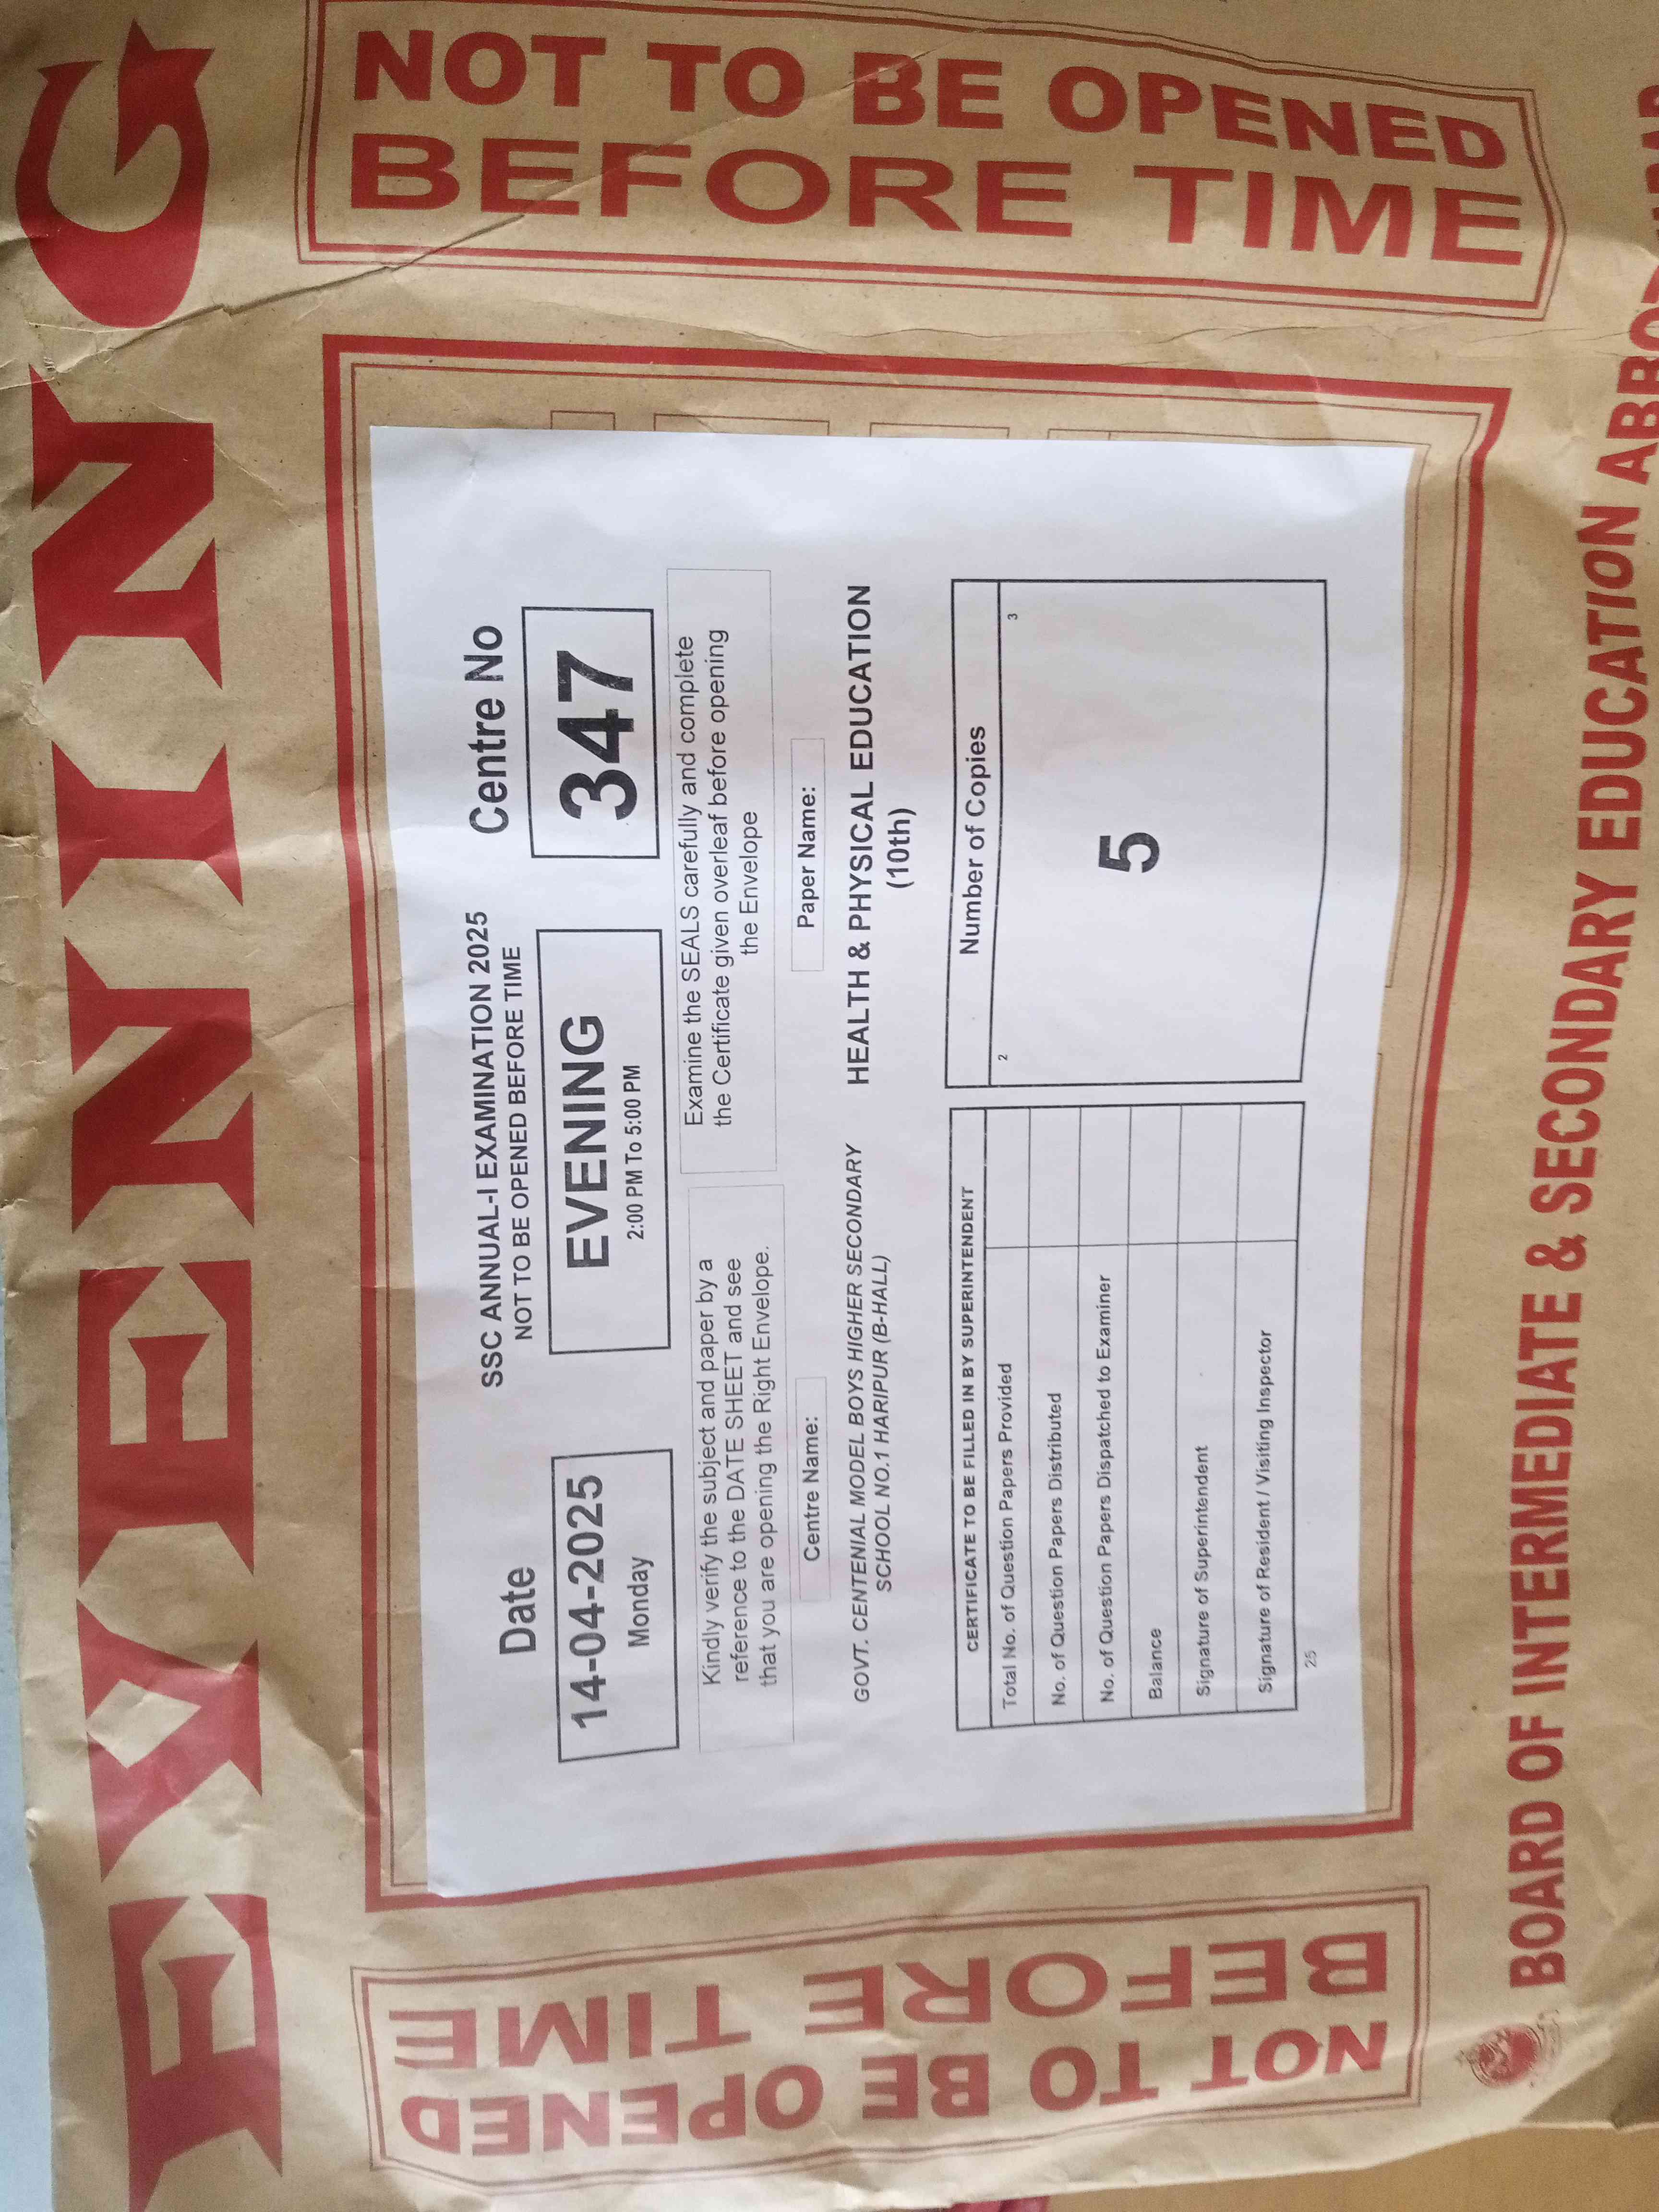 EVENING
NOT TO BE OPENED
BEFORE TIME
NOT TO BE OPENED
BEFORE TIME
SSC ANNUAL-I EXAMINATION 2025
NOT TO BE OPENED BEFORE TIME
Date
14-04-2025
Monday
EVENING
2:00 PM To 5:00 PM
Centre No
347
Kindly verify the subject and paper by a
reference to the DATE SHEET and see
that you are opening the Right Envelope.
Examine the SEALS carefully and complete
the Certificate given overleaf before opening
the Envelope
Centre Name:
GOVT. CENTENIAL MODEL BOYS HIGHER SECONDARY
SCHOOL NO.1 HARIPUR (B-HALL)
Paper Name:
HEALTH & PHYSICAL EDUCATION
(10th)
CERTIFICATE TO BE FILLED IN BY SUPERINTENDENT
Total No. of Question Papers Provided
No. of Question Papers Distributed
No. of Question Papers Dispatched to Examiner
Balance
Signature of Superintendent
Signature of Resident / Visiting Inspector
25
Number of Copies
2
3
5
BOARD OF INTERMEDIATE & SECONDARY EDUCATION